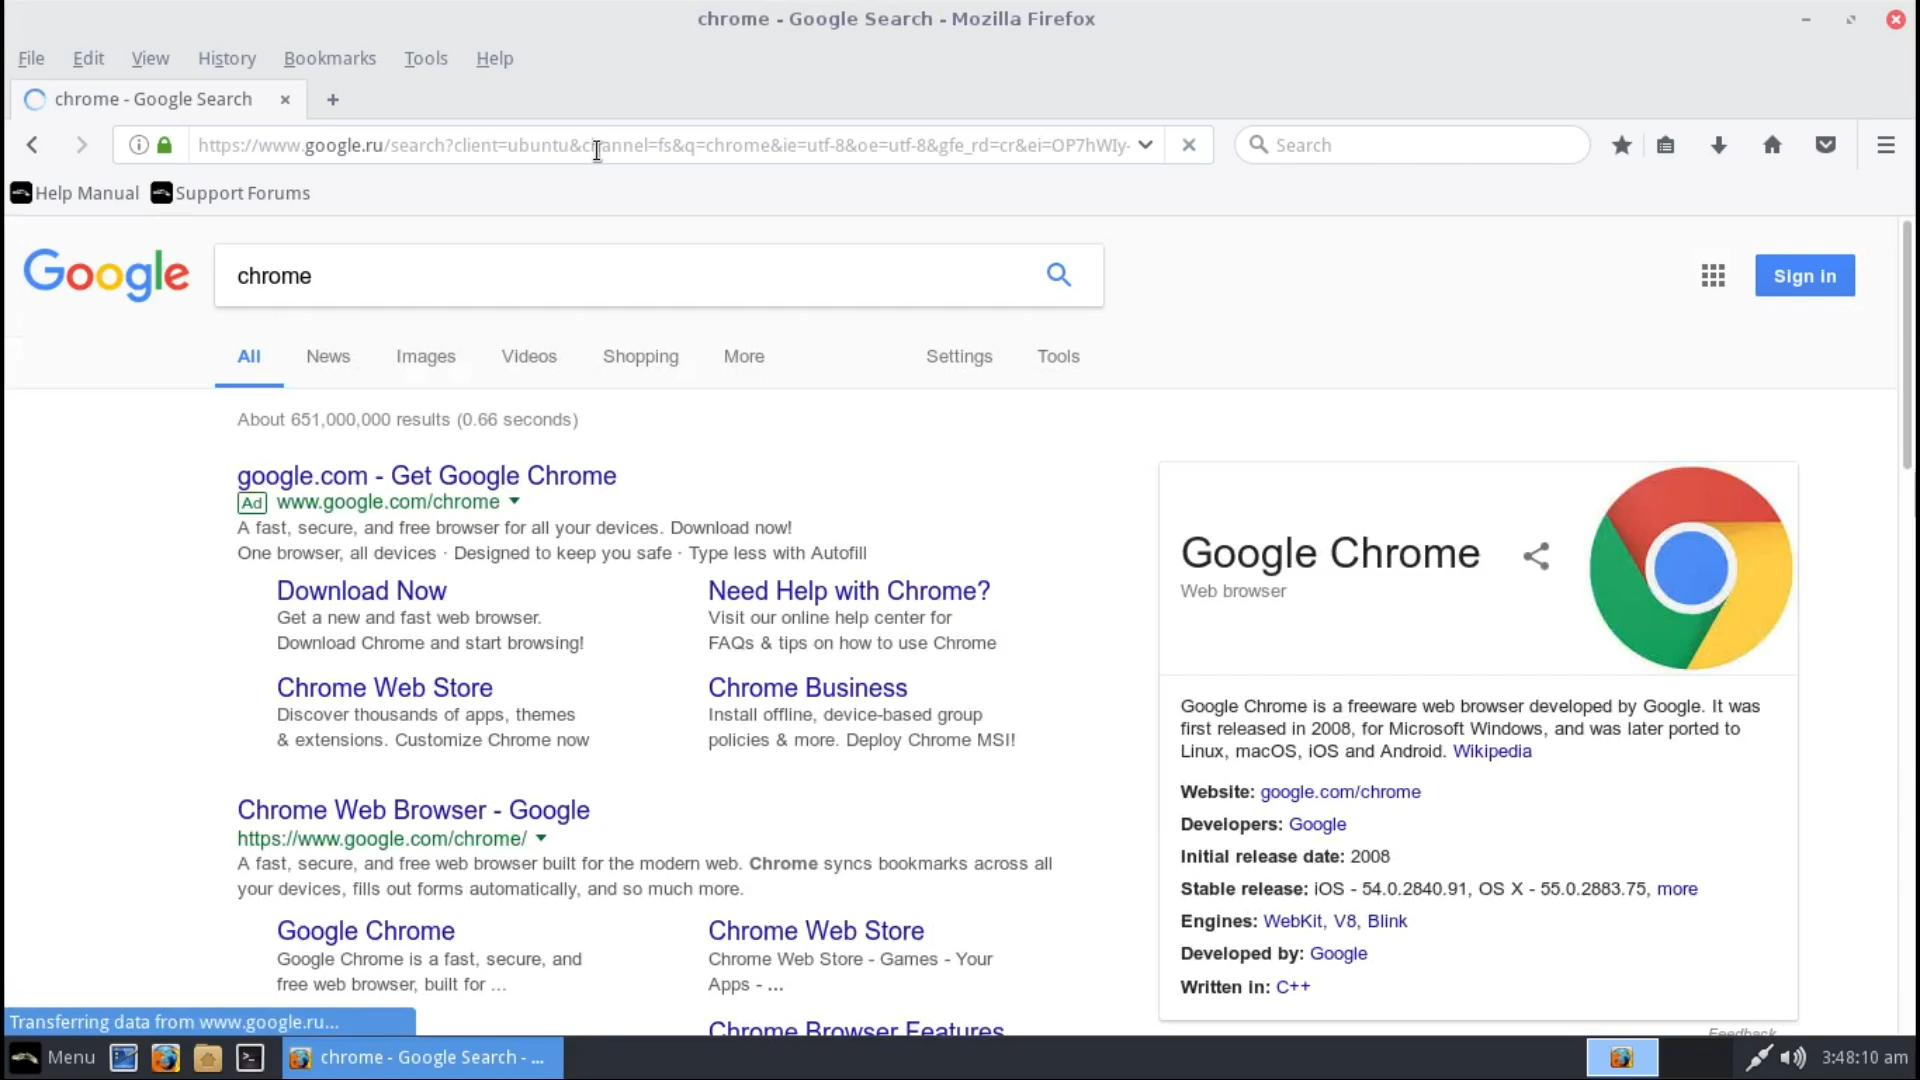 chrome - Google Search - Mozilla Firefox
File Edit View History Bookmarks Tools Help
chrome - Google Search
https://www.google.ru/search?client=ubuntu&channel=fs&q=chrome&ie=utf-8&oe=utf-8&gfe_rd=cr&ei=OP7hWIy-
Search
Help Manual Support Forums
Google
chrome
Sign in
All News Images Videos Shopping More Settings Tools
About 651,000,000 results (0.66 seconds)
google.com - Get Google Chrome
Ad www.google.com/chrome
A fast, secure, and free browser for all your devices. Download now!
One browser, all devices · Designed to keep you safe · Type less with Autofill
Download Now
Get a new and fast web browser.
Download Chrome and start browsing!
Need Help with Chrome?
Visit our online help center for
FAQs & tips on how to use Chrome
Chrome Web Store
Discover thousands of apps, themes
& extensions. Customize Chrome now
Chrome Business
Install offline, device-based group
policies & more. Deploy Chrome MSI!
Chrome Web Browser - Google
https://www.google.com/chrome/
A fast, secure, and free web browser built for the modern web. Chrome syncs bookmarks across all
your devices, fills out forms automatically, and so much more.
Google Chrome
Google Chrome is a fast, secure, and
free web browser, built for ...
Chrome Web Store
Chrome Web Store - Games - Your
Apps - ...
Chrome Browser Features
Google Chrome
Web browser
Google Chrome is a freeware web browser developed by Google. It was
first released in 2008, for Microsoft Windows, and was later ported to
Linux, macOS, iOS and Android. Wikipedia
Website: google.com/chrome
Developers: Google
Initial release date: 2008
Stable release: iOS - 54.0.2840.91, OS X - 55.0.2883.75, more
Engines: WebKit, V8, Blink
Developed by: Google
Written in: C++
Feedback
Transferring data from www.google.ru...
Menu
chrome - Google Search - ...
3:48:10 am